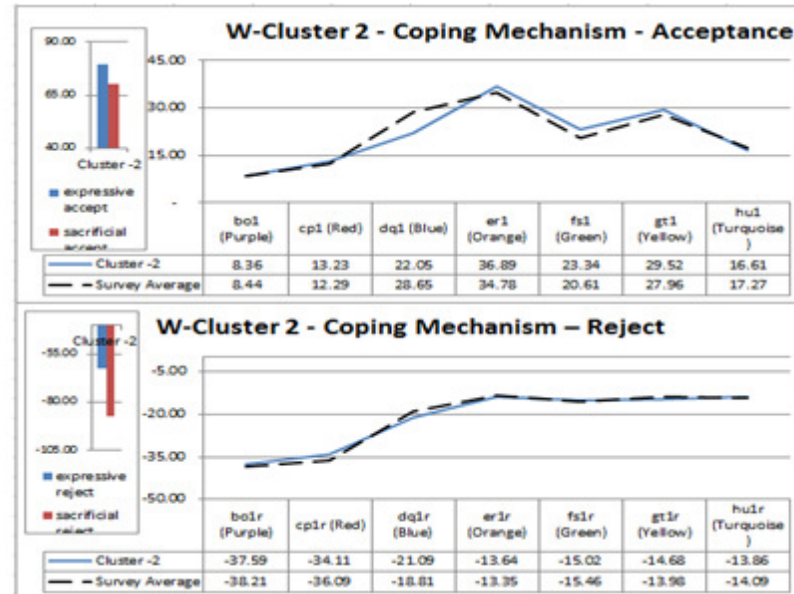 W-Cluster 2 - Coping Mechanism - Acceptance
90.00
65.00
40.00
Cluster -2
expressive
accept
sacrificial
accept
45.00
30.00
15.00
-
bo1 (Purple) cp1 (Red) dq1 (Blue) er1 (Orange) fs1 (Green) gt1 (Yellow) hu1 (Turquoise)
Cluster -2 8.36 13.23 22.05 36.89 23.34 29.52 16.61
Survey Average 8.44 12.29 28.65 34.78 20.61 27.96 17.27
W-Cluster 2 - Coping Mechanism – Reject
Cluster -2
-55.00
-80.00
-105.00
expressive
reject
sacrificial
reject
-5.00
-20.00
-35.00
-50.00
bo1r (Purple) cp1r (Red) dq1r (Blue) er1r (Orange) fs1r (Green) gt1r (Yellow) hu1r (Turquoise)
Cluster -2 -37.59 -34.11 -21.09 -13.64 -15.02 -14.68 -13.86
Survey Average -38.21 -36.09 -18.81 -13.35 -15.46 -13.98 -14.09